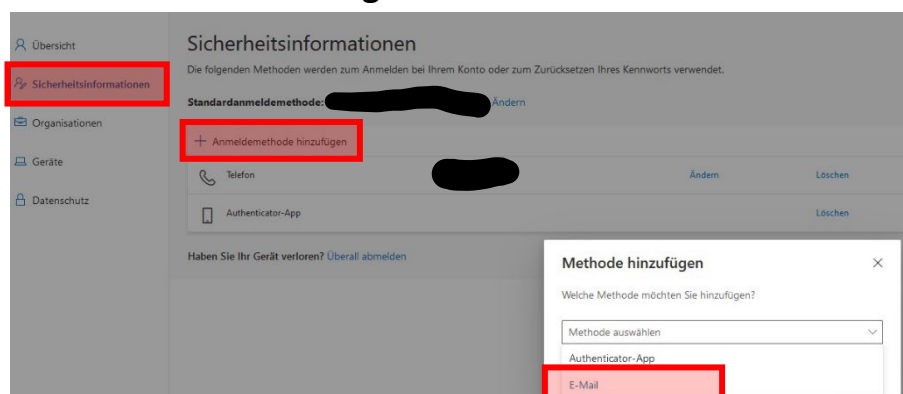 Übersicht
Sicherheitsinformationen
Organisationen
Geräte
Datenschutz
Sicherheitsinformationen
Die folgenden Methoden werden zum Anmelden bei Ihrem Konto oder zum Zurücksetzen Ihres Kennworts verwendet.
Standardanmeldemethode: Ändern
+ Anmeldemethode hinzufügen
Telefon Ändern Löschen
Authenticator-App Löschen
Haben Sie Ihr Gerät verloren? Überall abmelden
Methode hinzufügen
Welche Methode möchten Sie hinzufügen?
Methode auswählen
Authenticator-App
E-Mail